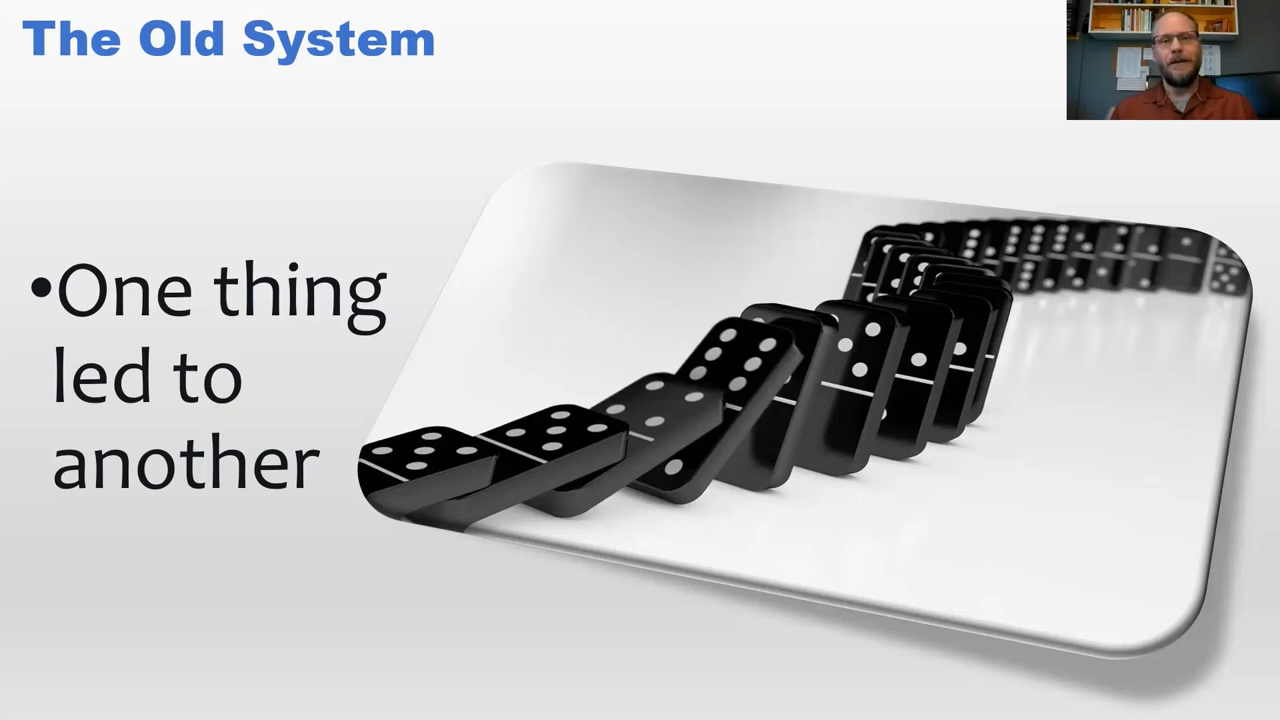 The Old System
•One thing
led to
another